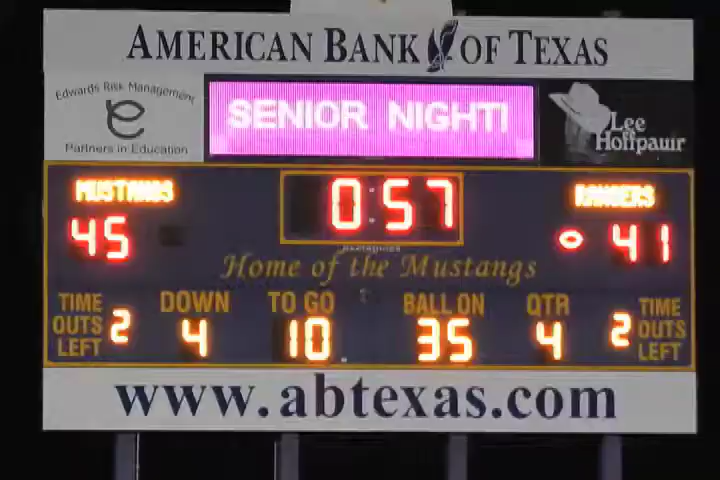 AMERICAN BANK OF TEXAS
Edwards Risk Management
e
Partners in Education
SENIOR NIGHT!
Lee
Hoffpauir
MUSTANGS
0:57
RANGERS
45
41
Home of the Mustangs
TIME OUTS LEFT 2
DOWN 4
TO GO 10
BALL ON 35
QTR 4
2 TIME OUTS LEFT
www.abtexas.com